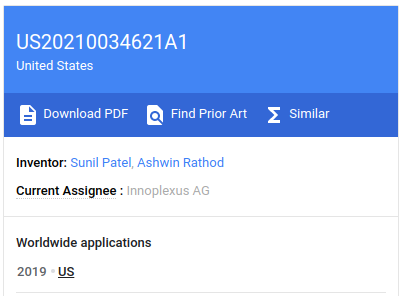 US20210034621A1
United States
Download PDF Find Prior Art Similar
Inventor: Sunil Patel, Ashwin Rathod
Current Assignee : Innoplexus AG
Worldwide applications
2019 • US